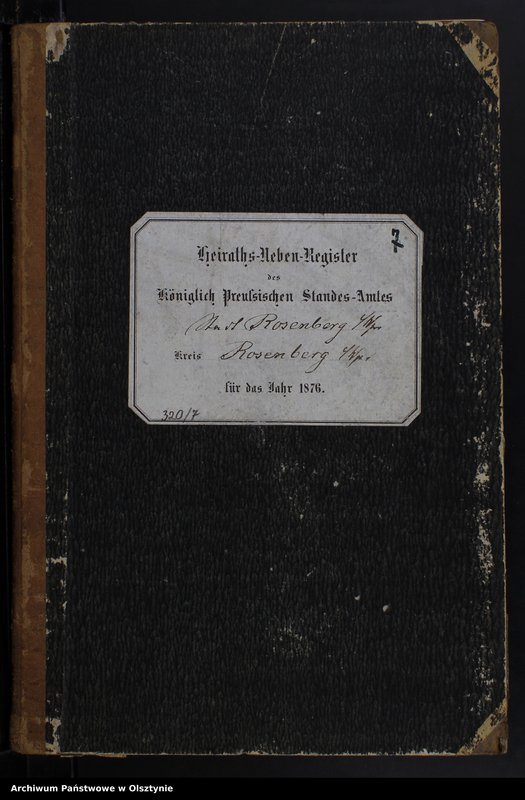 7
Heiraths-Neben-Register
des
Königlich Preußischen Standes-Amtes
Stadt Rosenberg W/pr.
Kreis Rosenberg W/pr.
für das Jahr 1876.
320/7
Archiwum Państwowe w Olsztynie